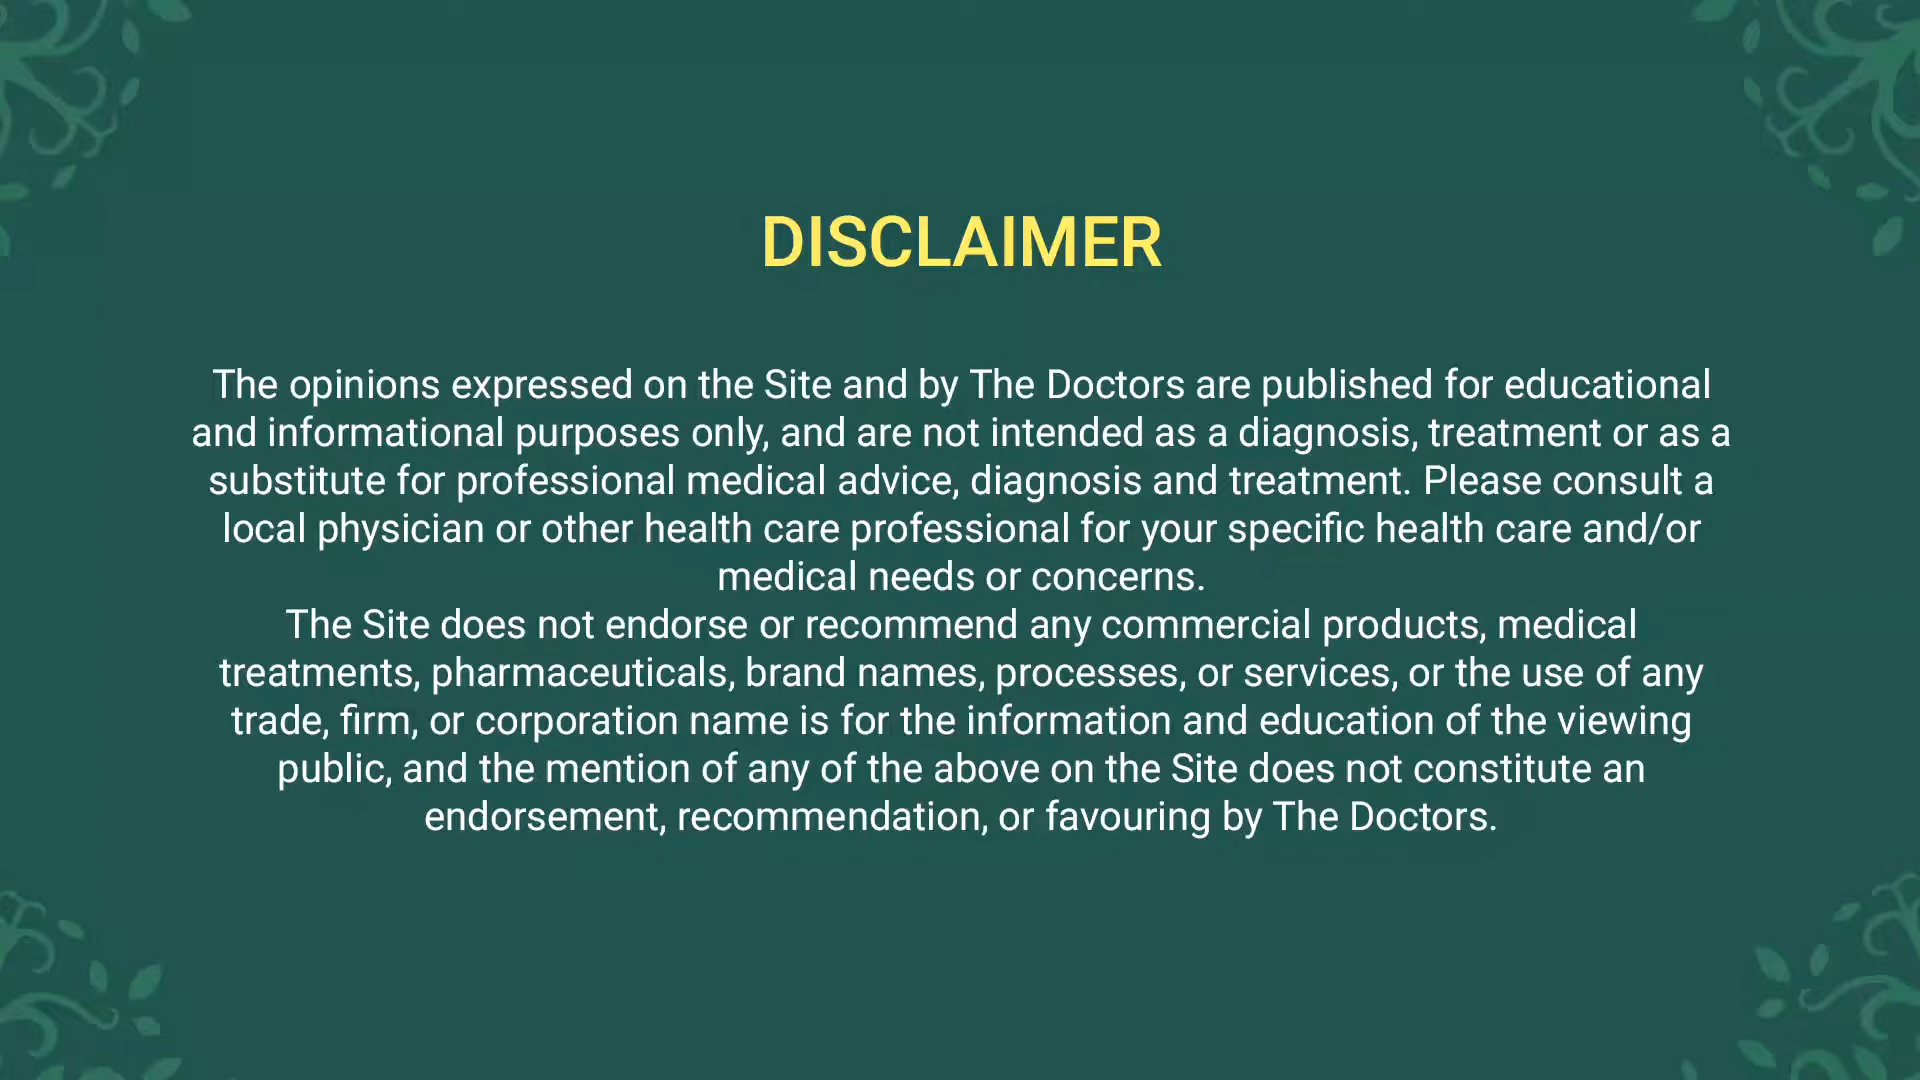 DISCLAIMER
The opinions expressed on the Site and by The Doctors are published for educational
and informational purposes only, and are not intended as a diagnosis, treatment or as a
substitute for professional medical advice, diagnosis and treatment. Please consult a
local physician or other health care professional for your specific health care and/or
medical needs or concerns.
The Site does not endorse or recommend any commercial products, medical
treatments, pharmaceuticals, brand names, processes, or services, or the use of any
trade, firm, or corporation name is for the information and education of the viewing
public, and the mention of any of the above on the Site does not constitute an
endorsement, recommendation, or favouring by The Doctors.